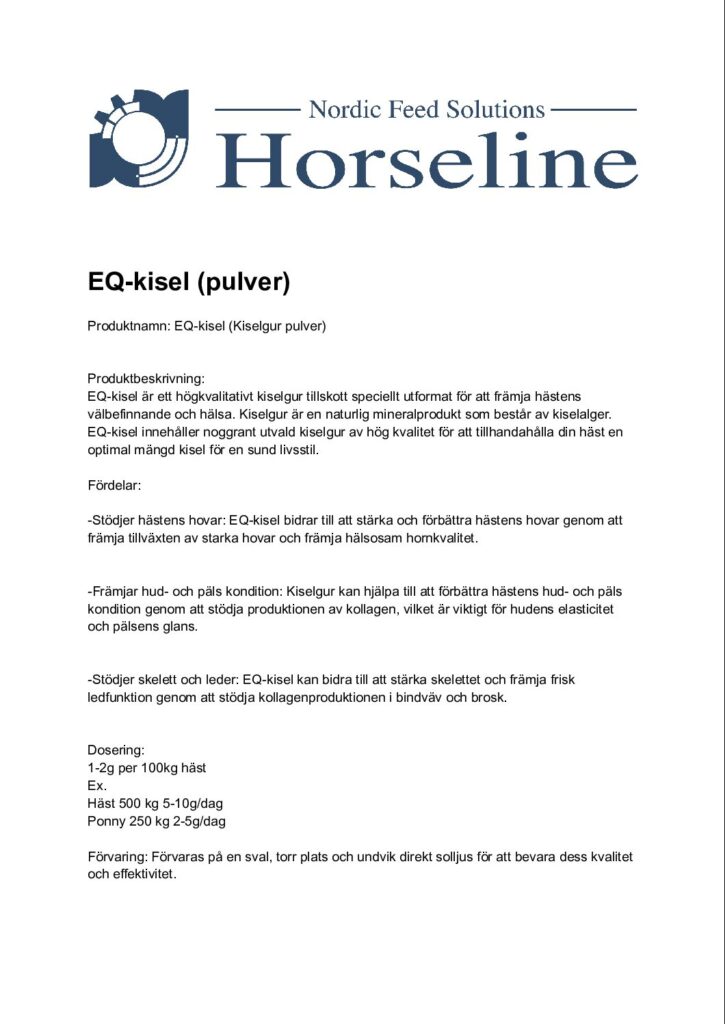 Nordic Feed Solutions
Horseline
EQ-kisel (pulver)
Produktnamn: EQ-kisel (Kiselgur pulver)
Produktbeskrivning:
EQ-kisel är ett högkvalitativt kiselgur tillskott speciellt utformat för att främja hästens
välbefinnande och hälsa. Kiselgur är en naturlig mineralprodukt som består av kiselalger.
EQ-kisel innehåller noggrant utvald kiselgur av hög kvalitet för att tillhandahålla din häst en
optimal mängd kisel för en sund livsstil.
Fördelar:
-Stödjer hästens hovar: EQ-kisel bidrar till att stärka och förbättra hästens hovar genom att
främja tillväxten av starka hovar och främja hälsosam hornkvalitet.
-Främjar hud- och päls kondition: Kiselgur kan hjälpa till att förbättra hästens hud- och päls
kondition genom att stödja produktionen av kollagen, vilket är viktigt för hudens elasticitet
och pälsens glans.
-Stödjer skelett och leder: EQ-kisel kan bidra till att stärka skelettet och främja frisk
ledfunktion genom att stödja kollagenproduktionen i bindväv och brosk.
Dosering:
1-2g per 100kg häst
Ex.
Häst 500 kg 5-10g/dag
Ponny 250 kg 2-5g/dag
Förvaring: Förvaras på en sval, torr plats och undvik direkt solljus för att bevara dess kvalitet
och effektivitet.